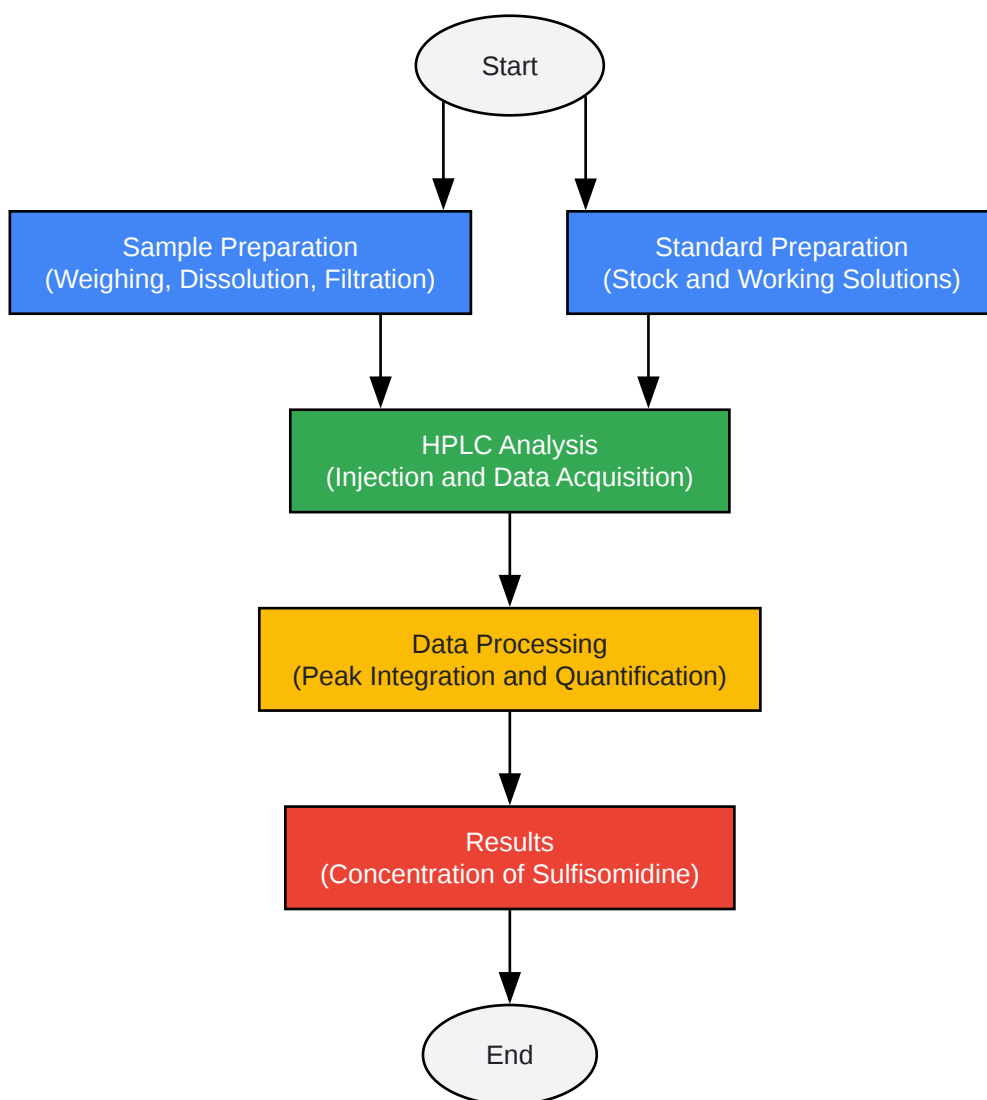 Start
Sample Preparation
(Weighing, Dissolution, Filtration)
Standard Preparation
(Stock and Working Solutions)
HPLC Analysis
(Injection and Data Acquisition)
Data Processing
(Peak Integration and Quantification)
Results
(Concentration of Sulfisomidine)
End